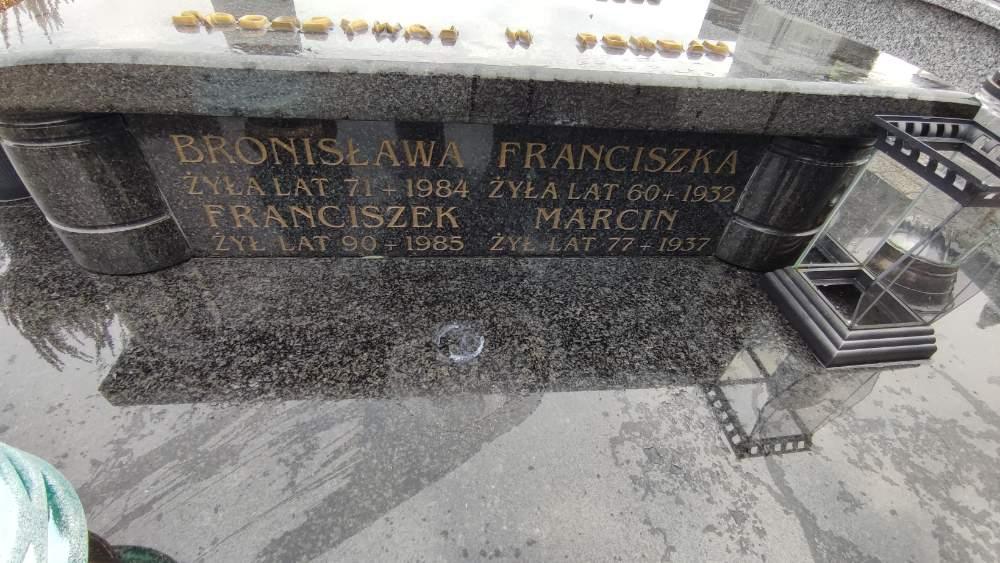 BRONISŁAWA
ŻYŁA LAT 71 + 1984
FRANCISZEK
ŻYŁ LAT 90 + 1985
FRANCISZKA
ŻYŁA LAT 60 + 1932
MARCIN
ŻYŁ LAT 77 + 1937